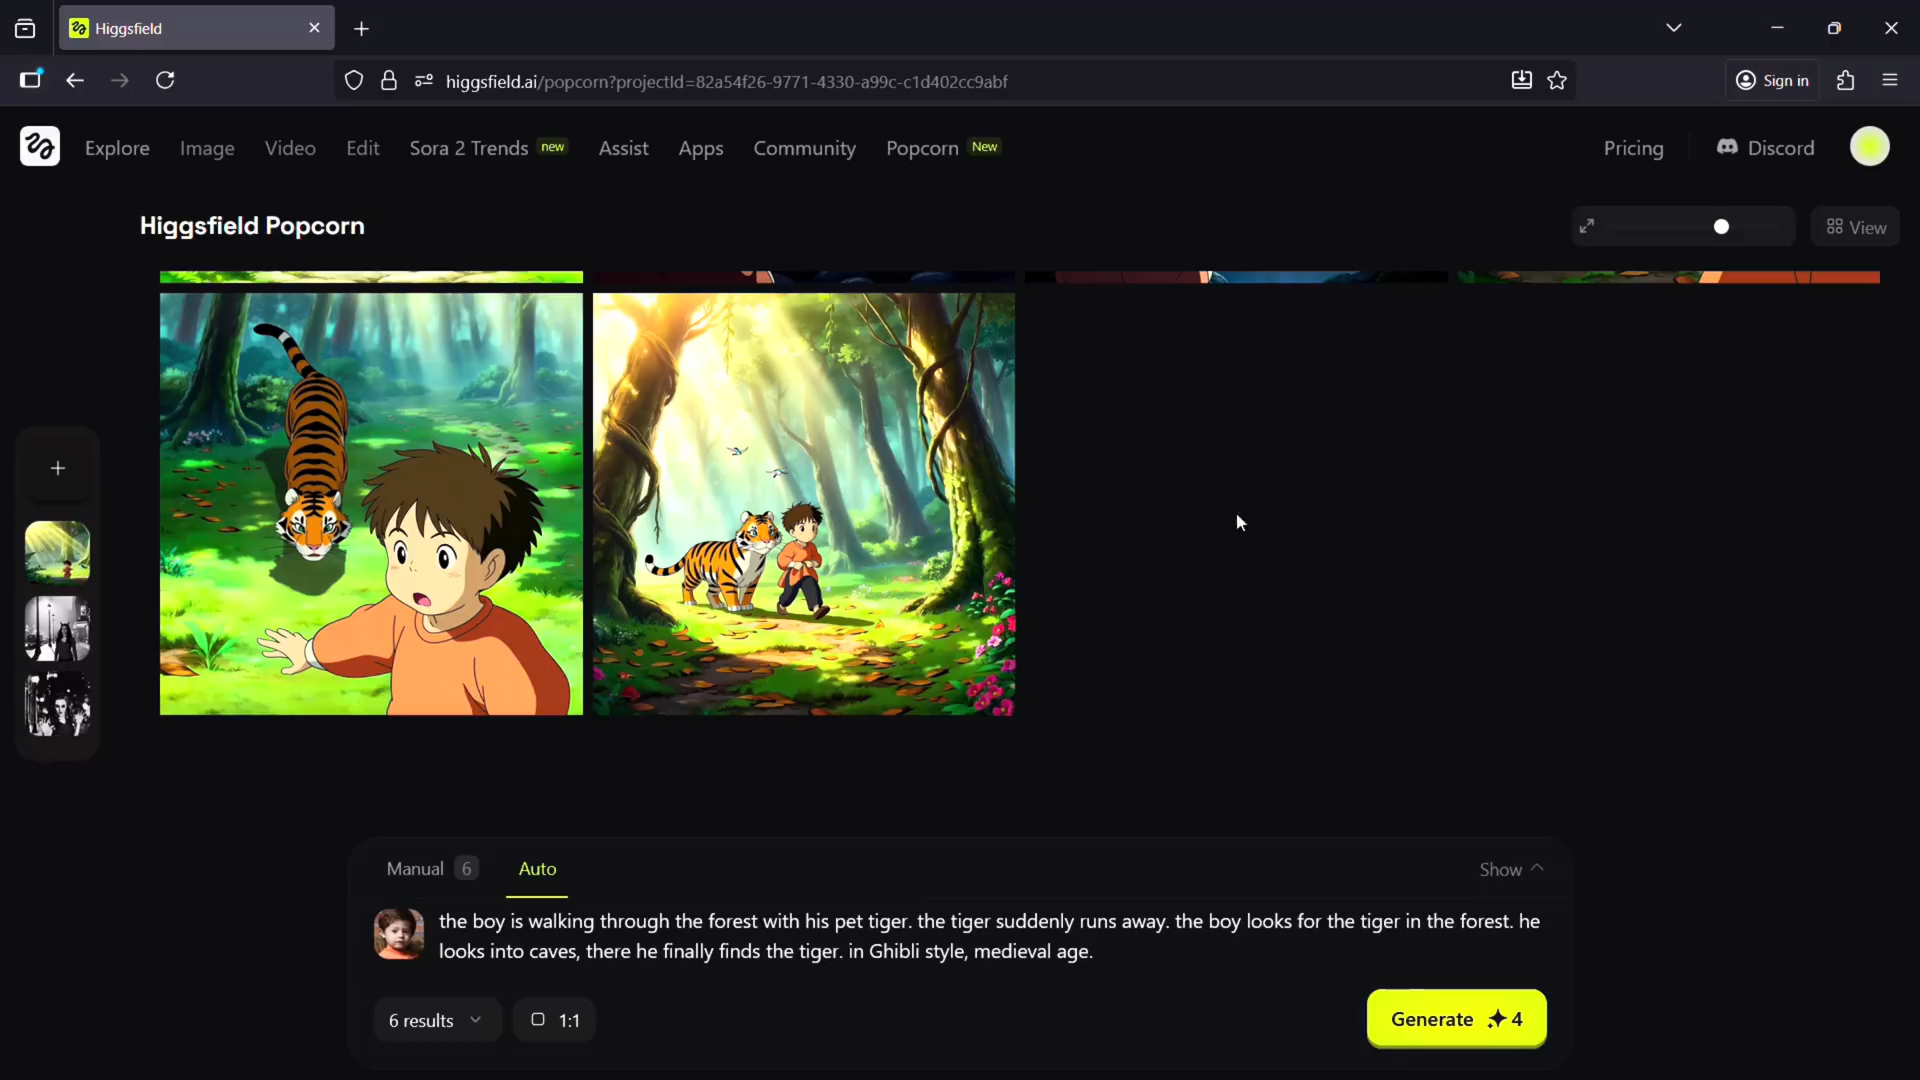 Higgsfield
higgsfield.ai/popcorn?projectId=82a54f26-9771-4330-a99c-c1d402cc9abf
Sign in
Explore
Image
Video
Edit
Sora 2 Trends new
Assist
Apps
Community
Popcorn New
Pricing
Discord
Higgsfield Popcorn
View
Manual 6
Auto
Show
the boy is walking through the forest with his pet tiger. the tiger suddenly runs away. the boy looks for the tiger in the forest. he
looks into caves, there he finally finds the tiger. in Ghibli style, medieval age.
6 results
1:1
Generate 4